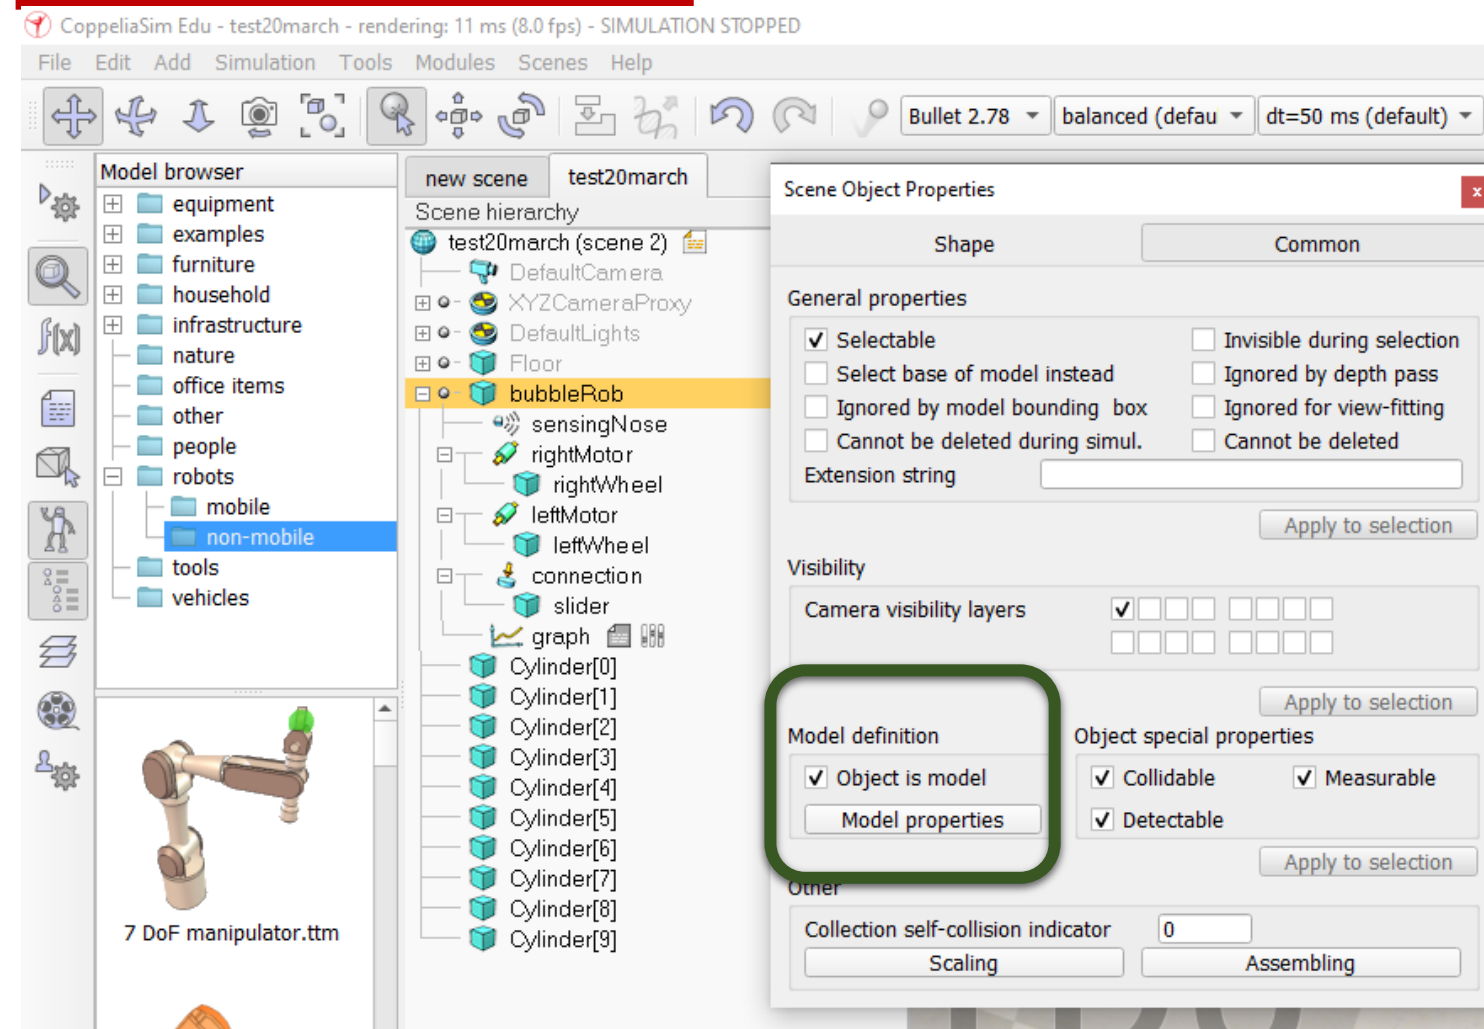 CoppeliaSim Edu - test20march - rendering: 11 ms (8.0 fps) - SIMULATION STOPPED
File Edit Add Simulation Tools Modules Scenes Help
Bullet 2.78 balanced (defau dt=50 ms (default)
Model browser
equipment
examples
furniture
household
infrastructure
nature
office items
other
people
robots
mobile
non-mobile
tools
vehicles
7 DoF manipulator.ttm
new scene test20march
Scene hierarchy
test20march (scene 2)
DefaultCamera
XYZCameraProxy
DefaultLights
Floor
bubbleRob
sensingNose
rightMotor
rightWheel
leftMotor
leftWheel
connection
slider
graph
Cylinder[0]
Cylinder[1]
Cylinder[2]
Cylinder[3]
Cylinder[4]
Cylinder[5]
Cylinder[6]
Cylinder[7]
Cylinder[8]
Cylinder[9]
Scene Object Properties x
Shape Common
General properties
Selectable Invisible during selection
Select base of model instead Ignored by depth pass
Ignored by model bounding box Ignored for view-fitting
Cannot be deleted during simul. Cannot be deleted
Extension string
Apply to selection
Visibility
Camera visibility layers
Apply to selection
Model definition Object special properties
Object is model Collidable Measurable
Model properties Detectable
Apply to selection
Other
Collection self-collision indicator 0
Scaling Assembling